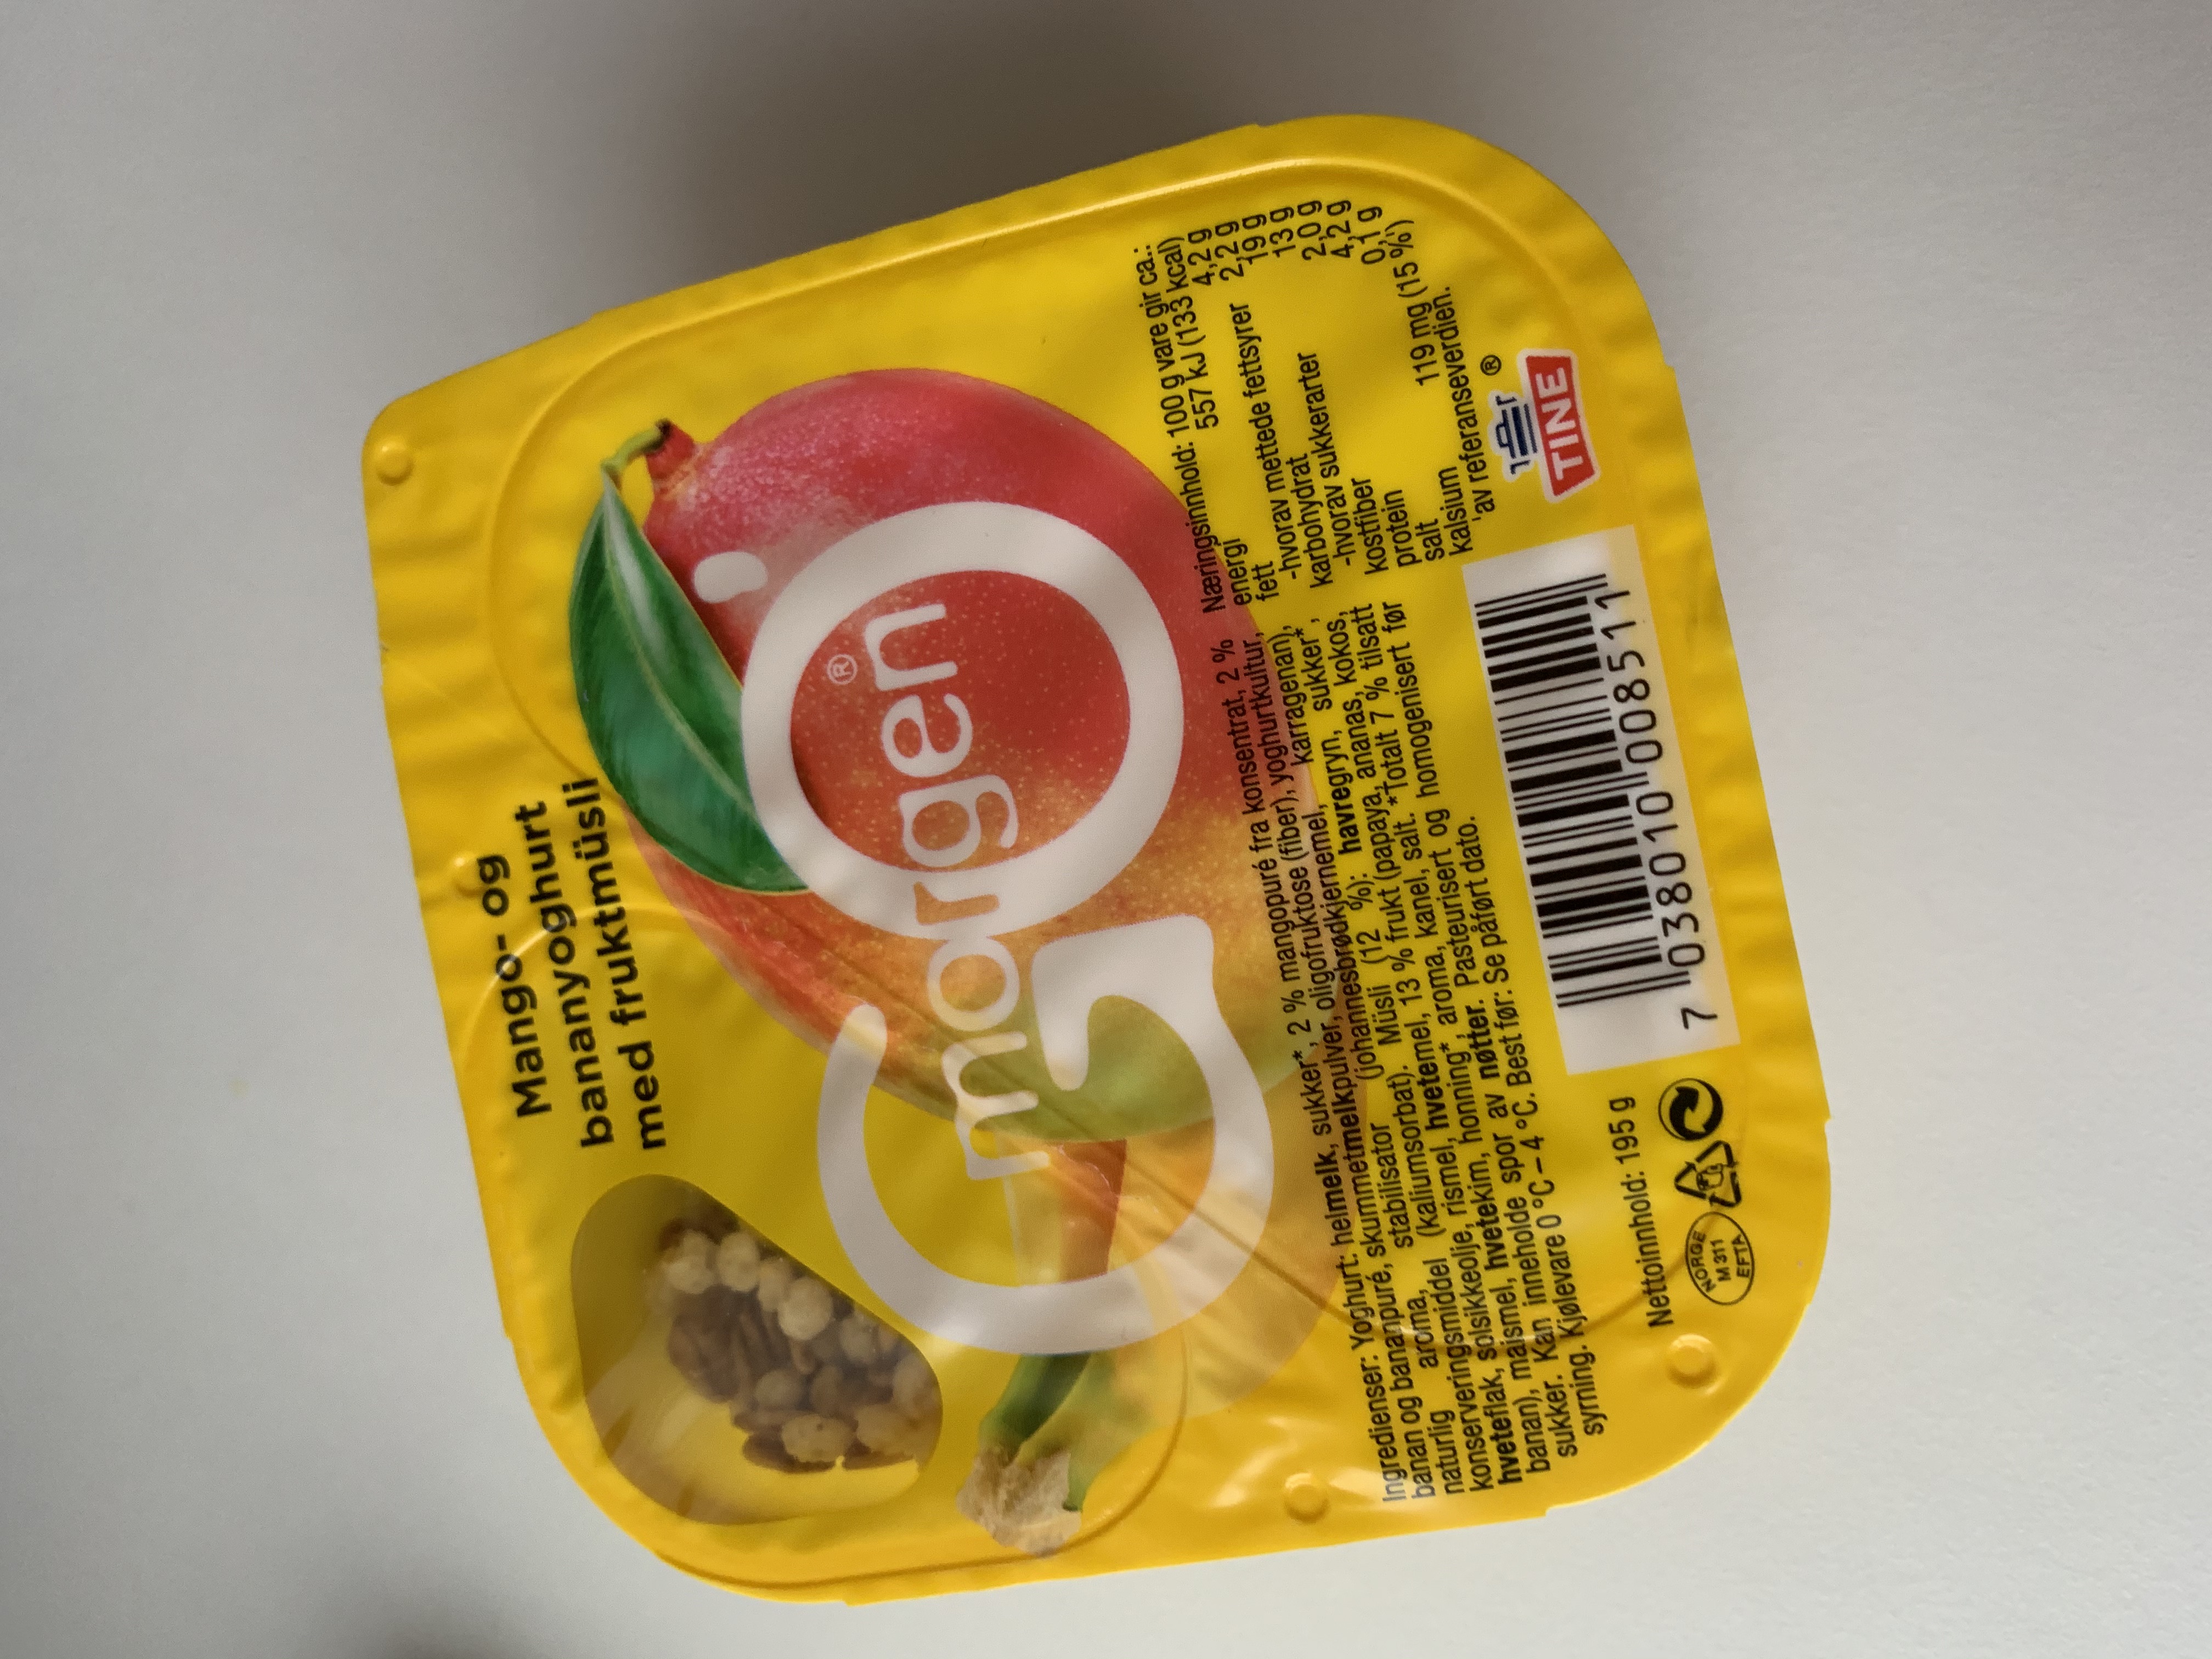 Mango- og
bananyoghurt
med fruktmüsli
GO'
morgen®
Ingredienser: Yoghurt: helmelk, sukker*, 2 % mangopuré fra konsentrat, 2 %
banan og bananpuré, skummetmelkpulver, oligofruktose (fiber), yoghurtkultur,
naturlig aroma, stabilisator (johannesbrødkjernemel, karragenan),
konserveringsmiddel (kaliumsorbat). Müsli (12 %): havregryn, sukker*,
hveteflak, solsikkeolje, rismel, hvetemel, 13 % frukt (papaya, ananas, kokos,
banan), maismel, hvetekim, honning*, aroma, kanel, salt. *Totalt 7 % tilsatt
sukker. Kan inneholde spor av nøtter. Pasteurisert og homogenisert før
syrning. Kjølevare 0 °C – 4 °C. Best før: Se påført dato.
Næringsinnhold: 100 g vare gir ca.:
energi 557 kJ (133 kcal)
fett 4,2 g
-hvorav mettede fettsyrer 2,2 g
karbohydrat 19 g
-hvorav sukkerarter 13 g
kostfiber 2,0 g
protein 4,2 g
salt 0,1 g
kalsium 119 mg (15 %')
'av referanseverdien.
TINE®
Nettoinnhold: 195 g
NORGE
M 311
EFTA
7 038010 008511